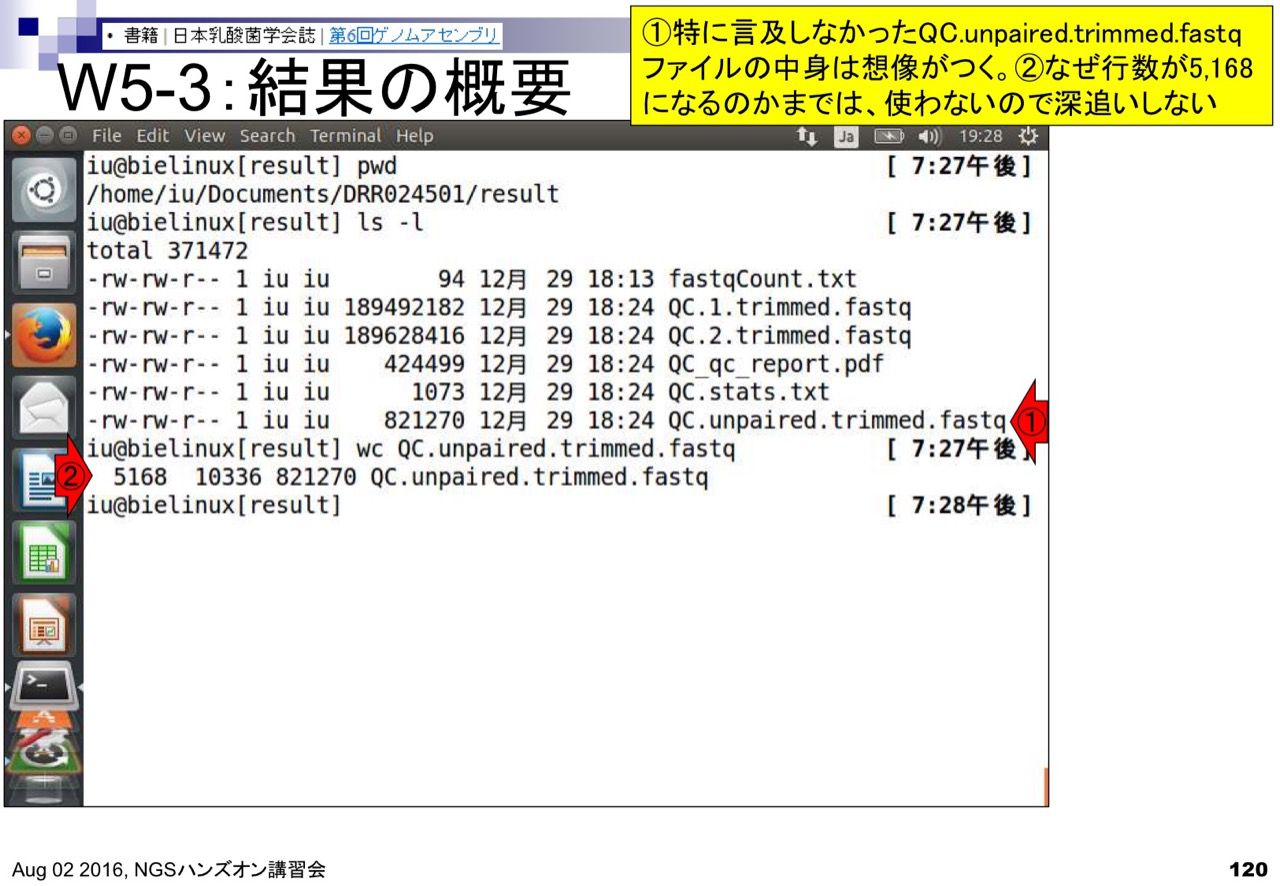 • 書籍 | 日本乳酸菌学会誌 | 第6回ゲノムアセンブリ
W5-3：結果の概要
①特に言及しなかったQC.unpaired.trimmed.fastq
ファイルの中身は想像がつく。②なぜ行数が5,168
になるのかまでは、使わないので深追いしない
File Edit View Search Terminal Help Ja 19:28
iu@bielinux[result] pwd [ 7:27午後]
/home/iu/Documents/DRR024501/result
iu@bielinux[result] ls -l [ 7:27午後]
total 371472
-rw-rw-r-- 1 iu iu 94 12月 29 18:13 fastqCount.txt
-rw-rw-r-- 1 iu iu 189492182 12月 29 18:24 QC.1.trimmed.fastq
-rw-rw-r-- 1 iu iu 189628416 12月 29 18:24 QC.2.trimmed.fastq
-rw-rw-r-- 1 iu iu 424499 12月 29 18:24 QC_qc_report.pdf
-rw-rw-r-- 1 iu iu 1073 12月 29 18:24 QC.stats.txt
-rw-rw-r-- 1 iu iu 821270 12月 29 18:24 QC.unpaired.trimmed.fastq ①
iu@bielinux[result] wc QC.unpaired.trimmed.fastq [ 7:27午後]
② 5168 10336 821270 QC.unpaired.trimmed.fastq
iu@bielinux[result] [ 7:28午後]
Aug 02 2016, NGSハンズオン講習会
120